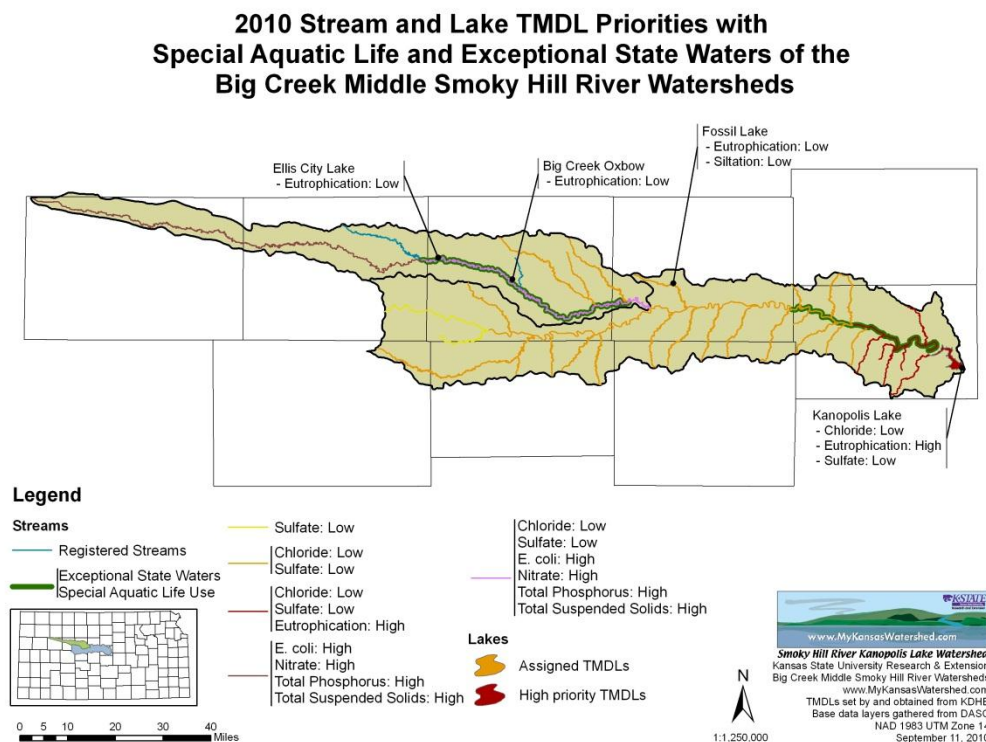 2010 Stream and Lake TMDL Priorities with
Special Aquatic Life and Exceptional State Waters of the
Big Creek Middle Smoky Hill River Watersheds
Fossil Lake
- Eutrophication: Low
- Siltation: Low
Ellis City Lake
- Eutrophication: Low
Big Creek Oxbow
- Eutrophication: Low
Kanopolis Lake
- Chloride: Low
- Eutrophication: High
- Sulfate: Low
Legend
Streams
Registered Streams
Exceptional State Waters
Special Aquatic Life Use
Sulfate: Low
Chloride: Low
Sulfate: Low
Chloride: Low
Sulfate: Low
Eutrophication: High
E. coli: High
Nitrate: High
Total Phosphorus: High
Total Suspended Solids: High
Chloride: Low
Sulfate: Low
E. coli: High
Nitrate: High
Total Phosphorus: High
Total Suspended Solids: High
Lakes
Assigned TMDLs
High priority TMDLs
0 5 10 20 30 40
Miles
N
1:1,250,000
K-STATE
www.MyKansasWatershed.com
Smoky Hill River Kanopolis Lake Watershed
Kansas State University Research & Extension
Big Creek Middle Smoky Hill River Watersheds
www.MyKansasWatershed.com
TMDLs set by and obtained from KDHE
Base data layers gathered from DASC
NAD 1983 UTM Zone 14
September 11, 2010